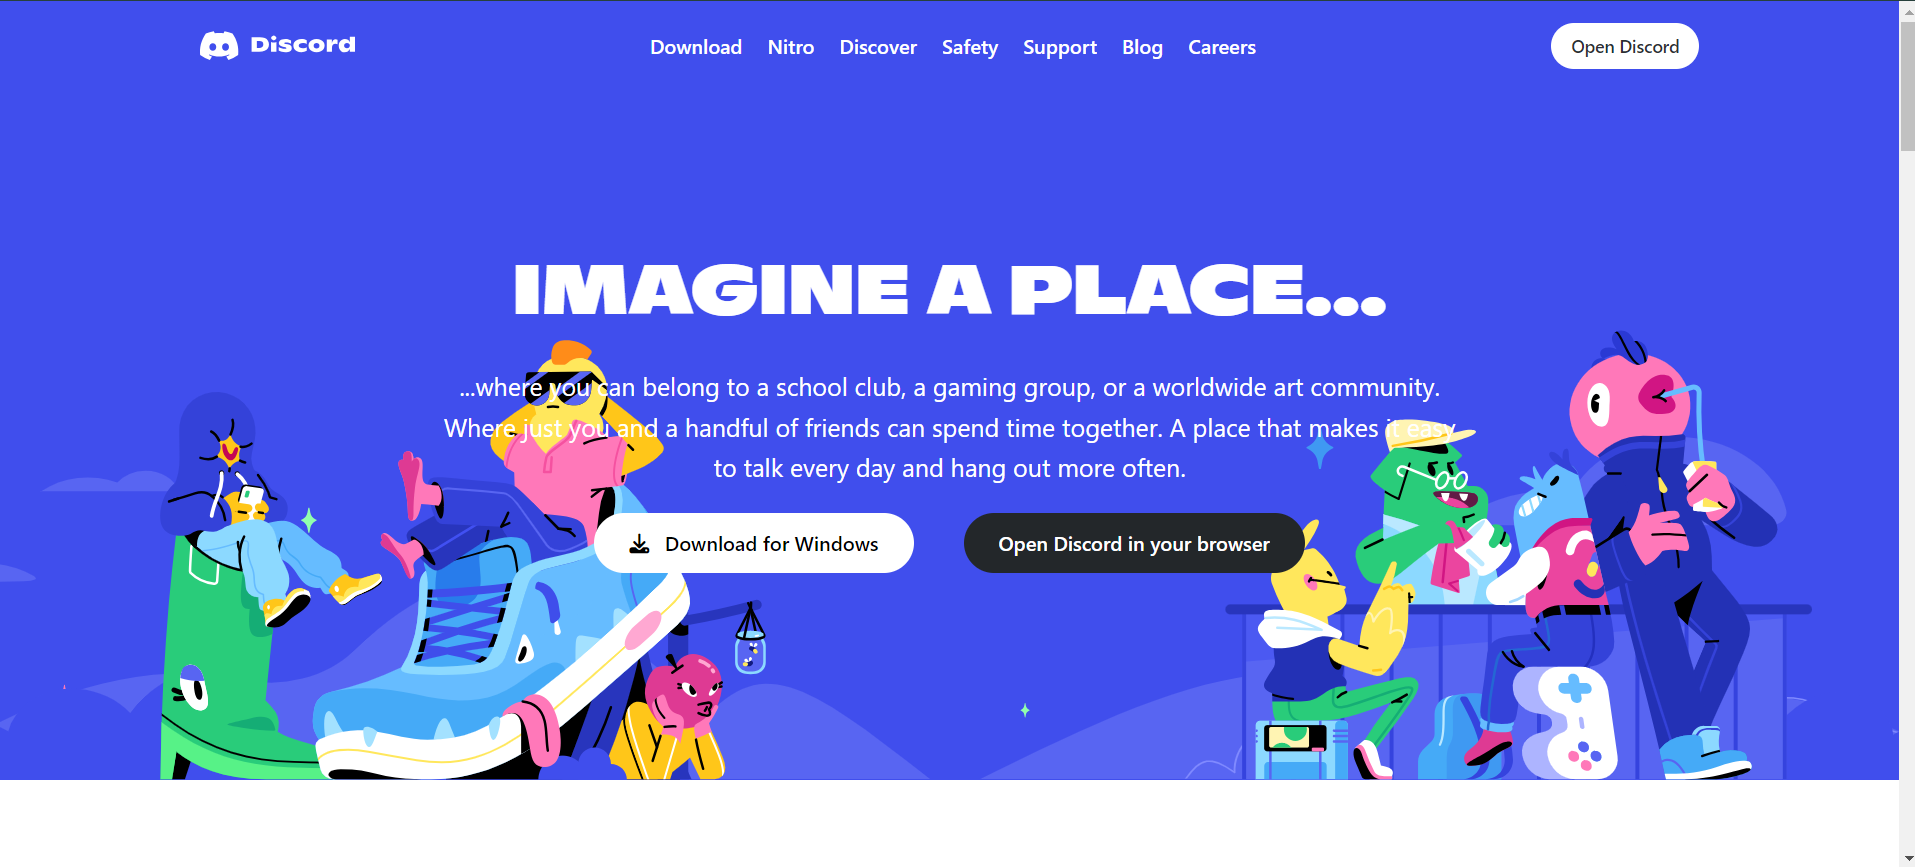 Discord
Download Nitro Discover Safety Support Blog Careers
Open Discord
IMAGINE A PLACE...
...where you can belong to a school club, a gaming group, or a worldwide art community.
Where just you and a handful of friends can spend time together. A place that makes it easy
to talk every day and hang out more often.
Download for Windows
Open Discord in your browser